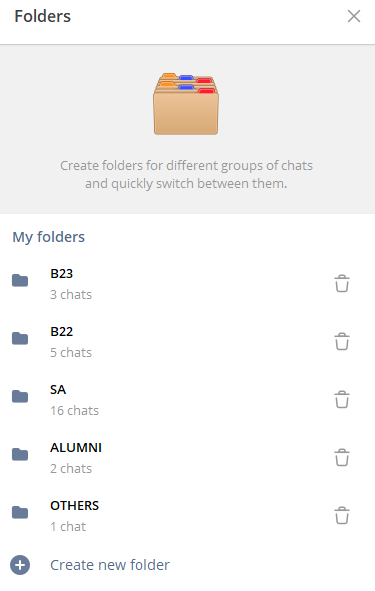 Folders
Create folders for different groups of chats
and quickly switch between them.
My folders
B23
3 chats
B22
5 chats
SA
16 chats
ALUMNI
2 chats
OTHERS
1 chat
Create new folder